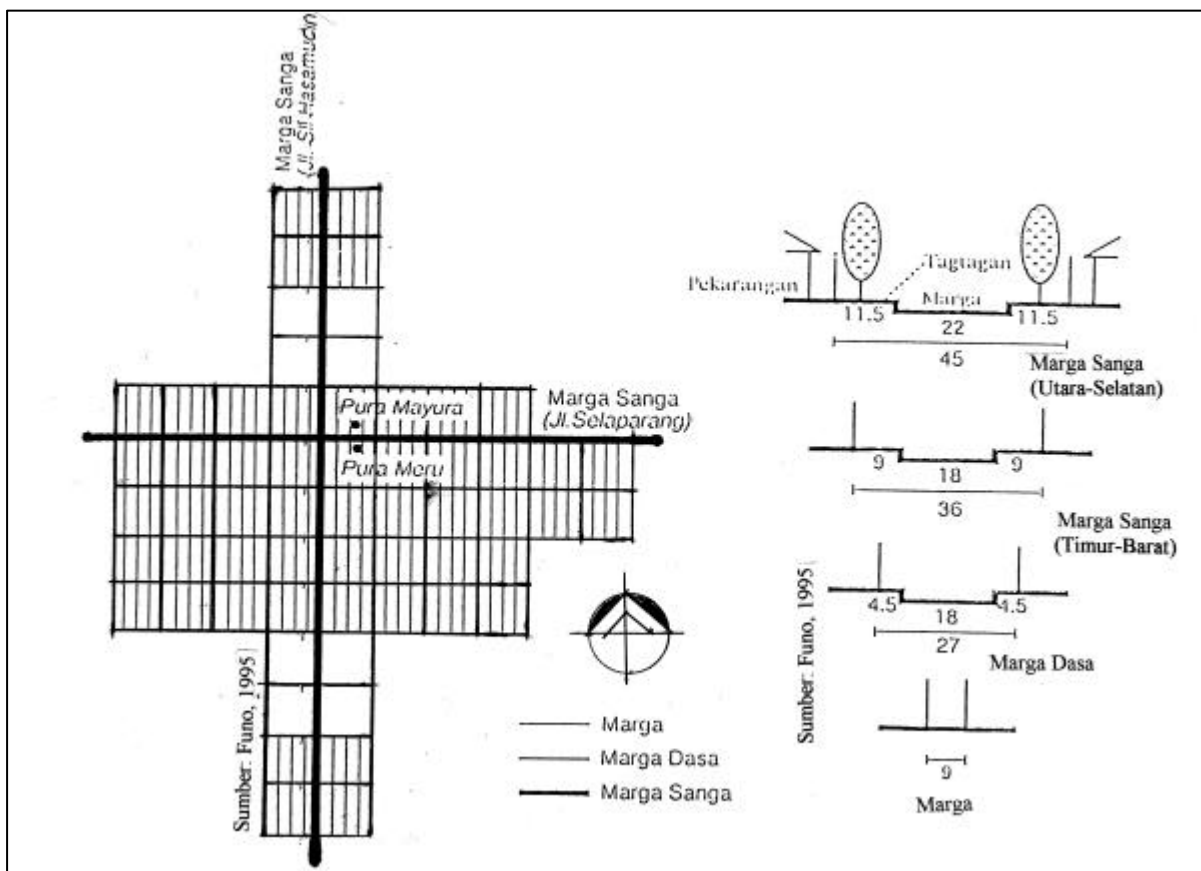 Marga Sanga
(Jl. Sif Hasamudin)
Pura Mayura
Marga Sanga
(Jl.Selaparang)
Pura Meru
Sumber: Funo, 1995
Marga
Marga Dasa
Marga Sanga
Pekarangan
Tagtagan
Marga
11.5
22
11.5
45
Marga Sanga
(Utara-Selatan)
9
18
9
36
Marga Sanga
(Timur-Barat)
4.5
18
4.5
27
Marga Dasa
Sumber: Funo, 1995
9
Marga